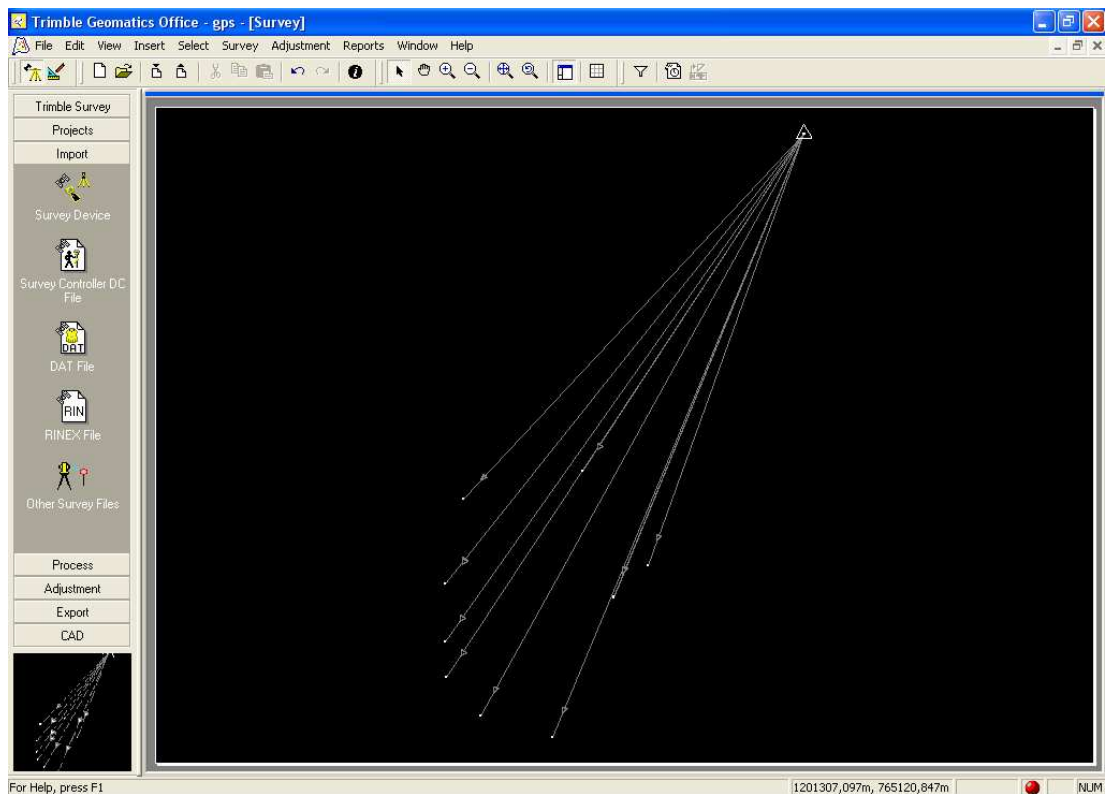 Trimble Geomatics Office - gps - [Survey]
File Edit View Insert Select Survey Adjustment Reports Window Help
Trimble Survey
Projects
Import
Survey Device
Survey Controller DC
File
DAT
DAT File
RIN
RINEX File
Other Survey Files
Process
Adjustment
Export
CAD
For Help, press F1
1201307,097m, 765120,847m
NUM